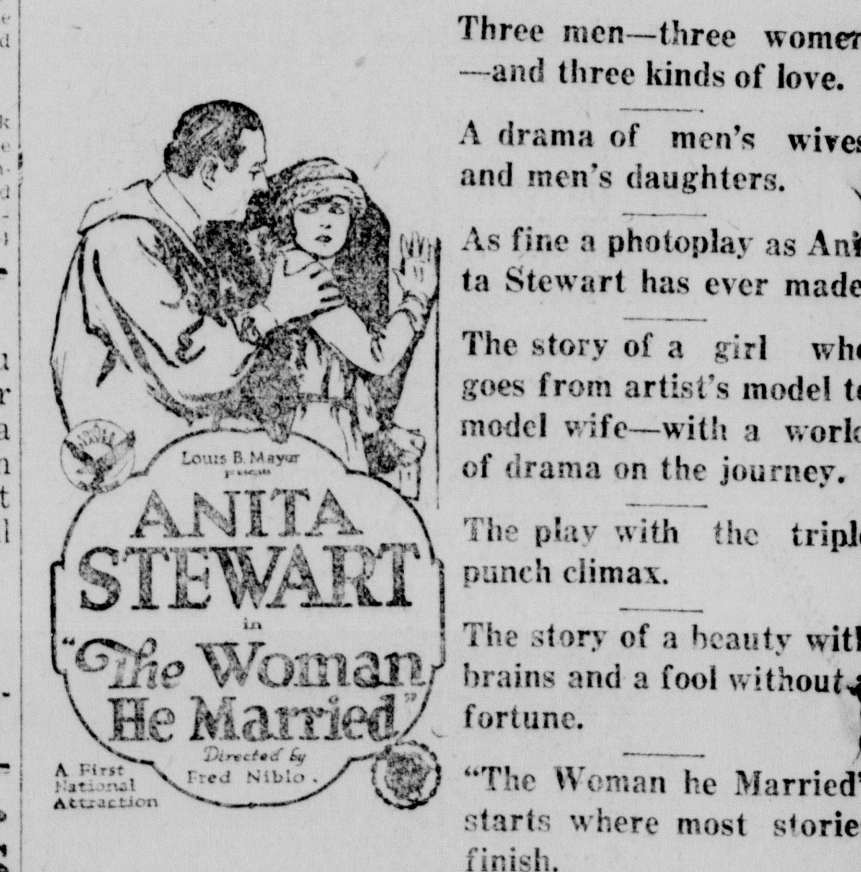 Louis B. Mayer
presents
ANITA
STEWART
in
"The Woman
He Married"
Directed by
Fred Niblo.
A First
National
Attraction
Three men—three women
—and three kinds of love.
A drama of men's wives
and men's daughters.
As fine a photoplay as Ani
ta Stewart has ever made
The story of a girl who
goes from artist's model to
model wife—with a world
of drama on the journey.
The play with the triple
punch climax.
The story of a beauty with
brains and a fool without a
fortune.
"The Woman he Married"
starts where most storie
finish.